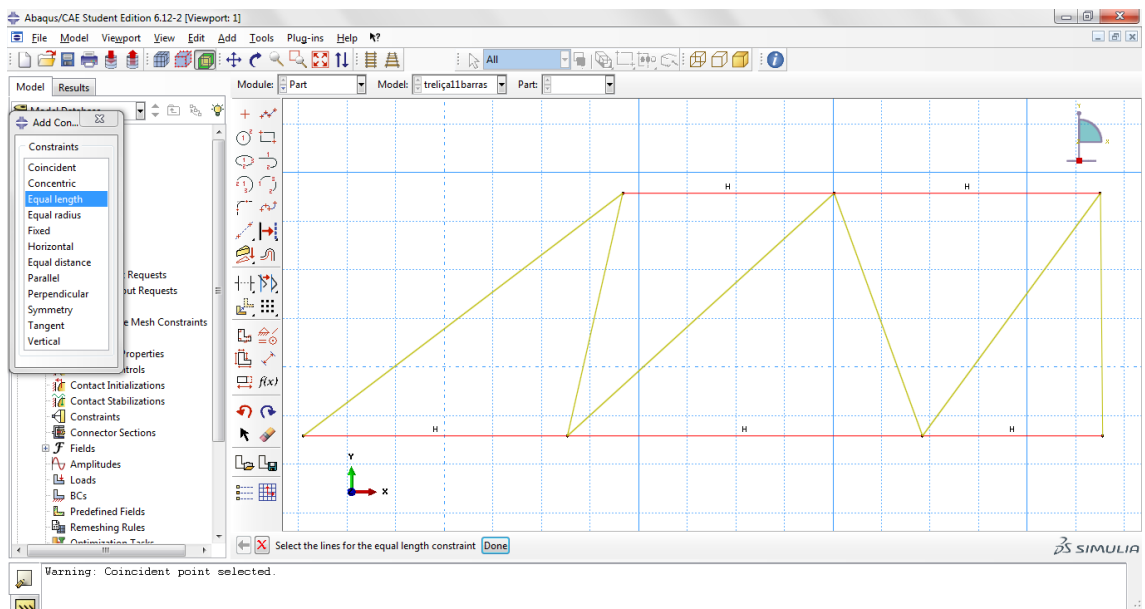 Abaqus/CAE Student Edition 6.12-2 [Viewport: 1]
File Model Viewport View Edit Add Tools Plug-ins Help
All
Model Results
Module: Part Model: treliça11barras Part:
Model Database
Add Con...
Constraints
Coincident
Concentric
Equal length
Equal radius
Fixed
Horizontal
Equal distance
Parallel
Perpendicular
Symmetry
Tangent
Vertical
Requests
put Requests
e Mesh Constraints
roperties
trols
Contact Initializations
Contact Stabilizations
Constraints
Connector Sections
Fields
Amplitudes
Loads
BCs
Predefined Fields
Remeshing Rules
Optimization Tasks
f(x)
Y
X
H H
H H H
Y
X
Select the lines for the equal length constraint Done
SIMULIA
Warning: Coincident point selected.